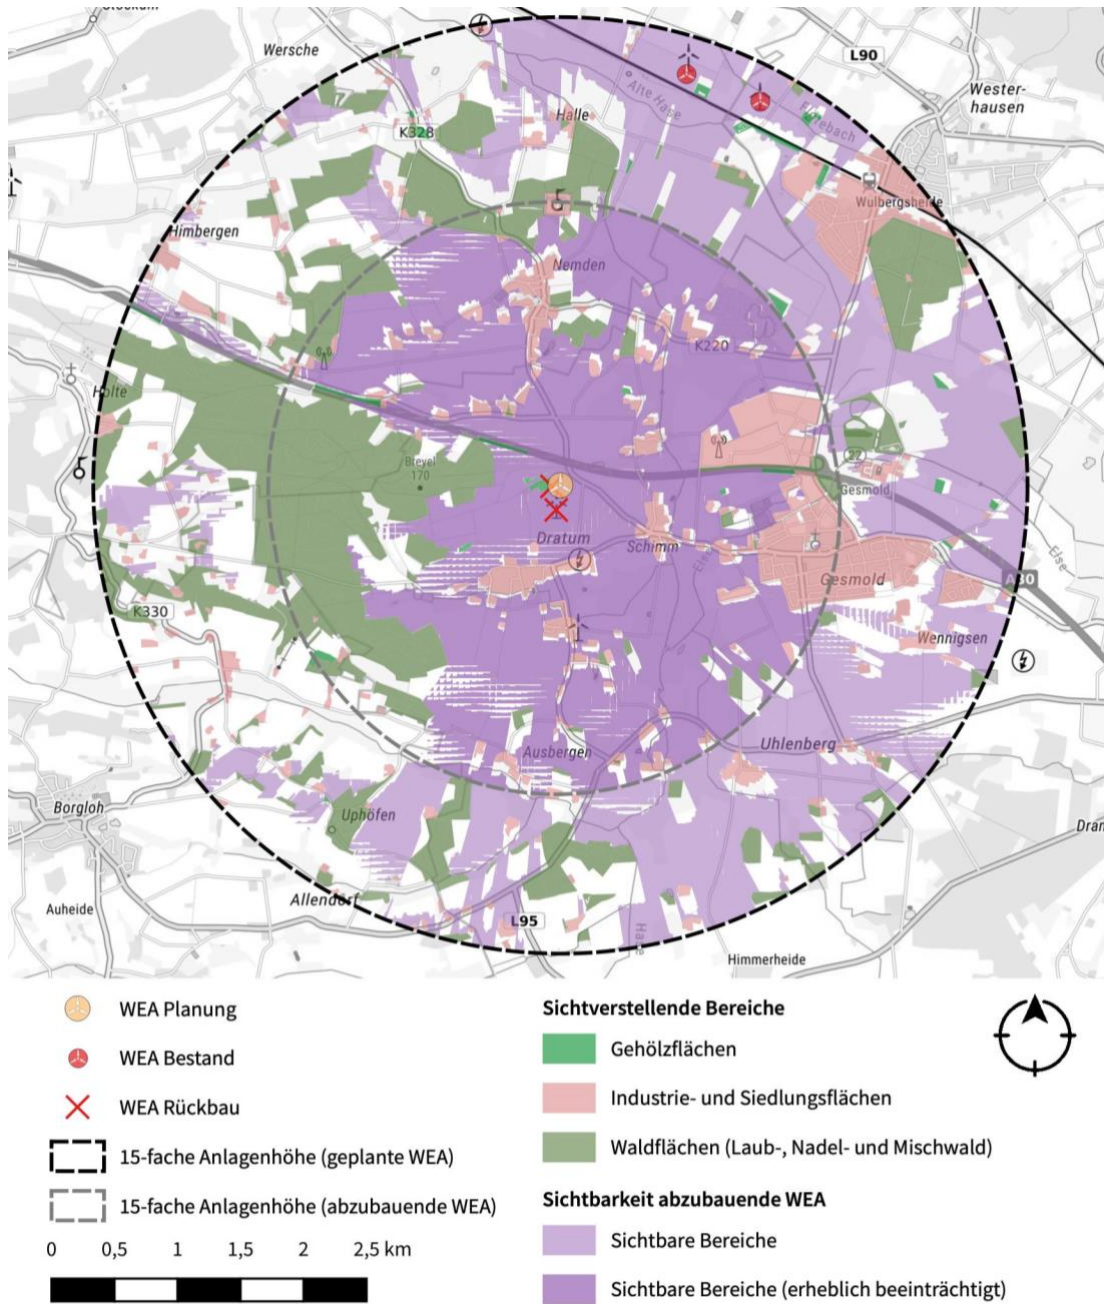 Stockum
Wersche
L90
Wester-
hausen
Alte Hase
Halle
K328
Wulbergsheide
Himbergen
Nemden
K220
Holte
Breyel
170
22
Gesmold
Dratum
Schimm
Else
Gesmold
A30
K330
Wennigsen
Ausbergen
Uhlenberg
Borgloh
Uphöfen
Dram
Allendorf
Auheide
L95
Hase
Himmerheide
WEA Planung
WEA Bestand
WEA Rückbau
15-fache Anlagenhöhe (geplante WEA)
15-fache Anlagenhöhe (abzubauende WEA)
0 0,5 1 1,5 2 2,5 km
Sichtverstellende Bereiche
Gehölzflächen
Industrie- und Siedlungsflächen
Waldflächen (Laub-, Nadel- und Mischwald)
Sichtbarkeit abzubauende WEA
Sichtbare Bereiche
Sichtbare Bereiche (erheblich beeinträchtigt)